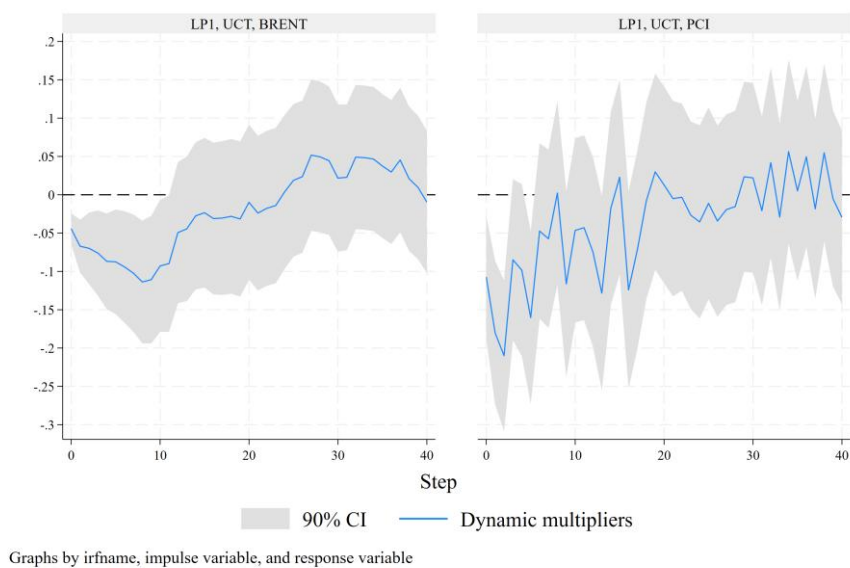 LP1, UCT, BRENT
LP1, UCT, PCI
.2
.15
.1
.05
0
-.05
-.1
-.15
-.2
-.25
-.3
0 10 20 30 40
0 10 20 30 40
Step
90% CI
Dynamic multipliers
Graphs by irfname, impulse variable, and response variable